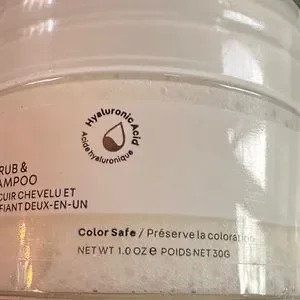 Hyaluronic Acid
Acide hyaluronique
RUB &
AMPOO
CUIR CHEVELU ET
FIANT DEUX-EN-UN
Color Safe / Préserve la coloration
NET WT 1.0 OZ e POIDS NET 30G